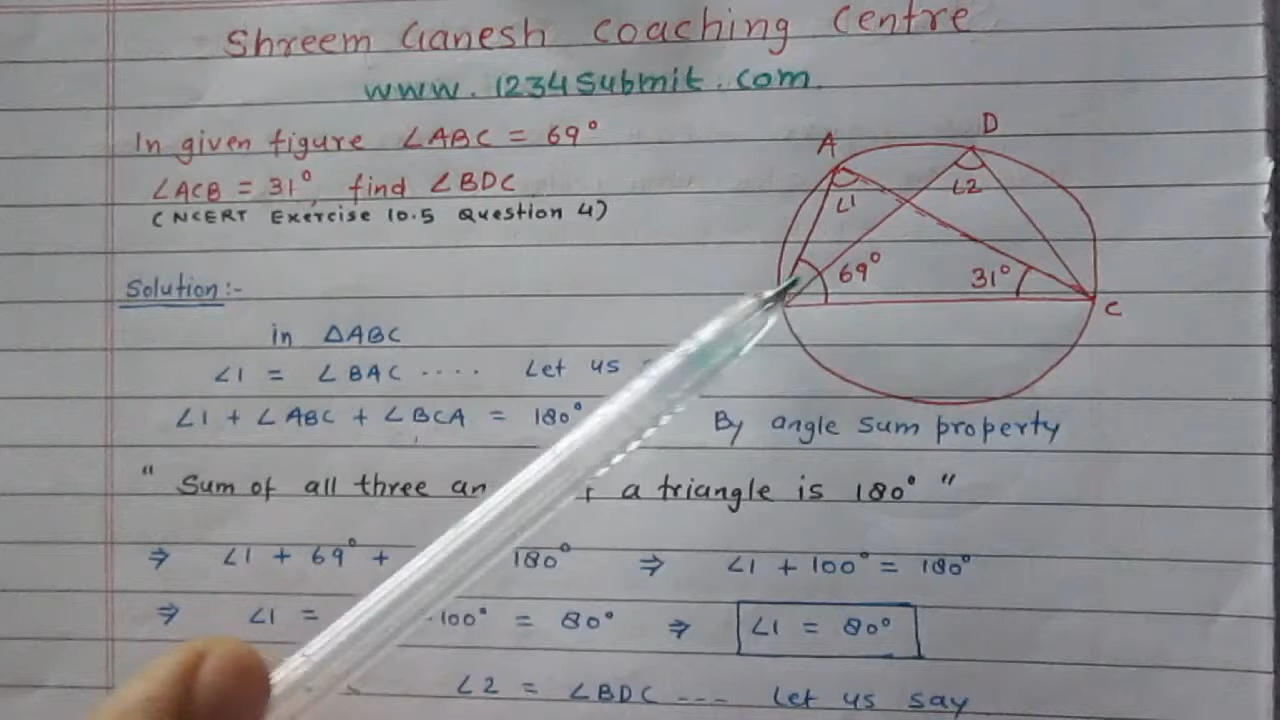 Shreem Ganesh Coaching Centre
www.1234submit.com
In given figure ∠ABC = 69°
∠ACB = 31°, find ∠BDC
(NCERT Exercise 10.5 Question 4)
A
D
∠1
∠2
69°
31°
C
Solution:-
in △ABC
∠1 = ∠BAC .... Let us
∠1 + ∠ABC + ∠BCA = 180°
By angle sum property
" Sum of all three an a triangle is 180° "
⇒ ∠1 + 69° + 180° ⇒ ∠1 + 100° = 180°
⇒ ∠1 = -100° = 80° ⇒ ∠1 = 80°
∠2 = ∠BDC --- Let us say